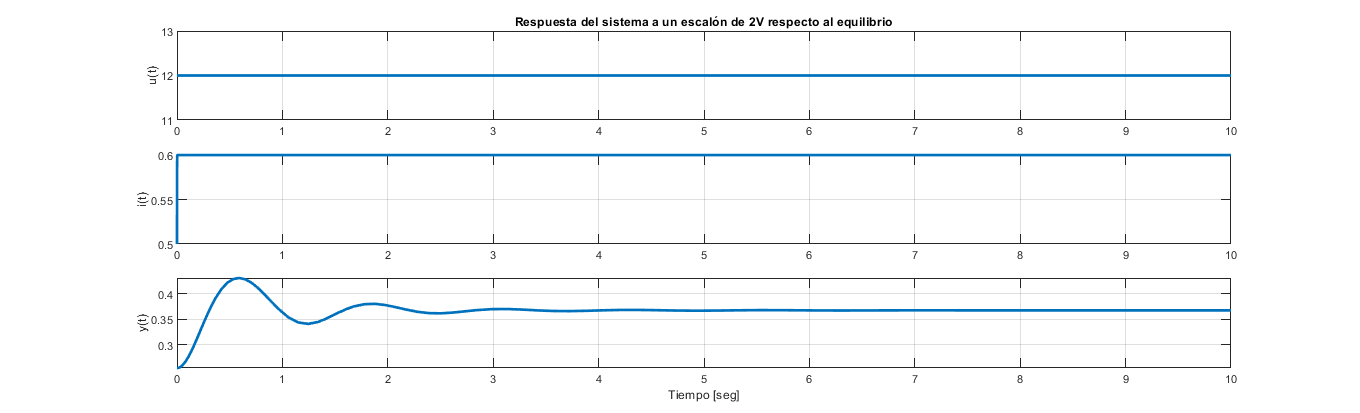 Respuesta del sistema a un escalón de 2V respecto al equilibrio
13
12
11
u(t)
0 1 2 3 4 5 6 7 8 9 10
0.6
0.55
0.5
i(t)
0 1 2 3 4 5 6 7 8 9 10
0.4
0.35
0.3
y(t)
0 1 2 3 4 5 6 7 8 9 10
Tiempo [seg]